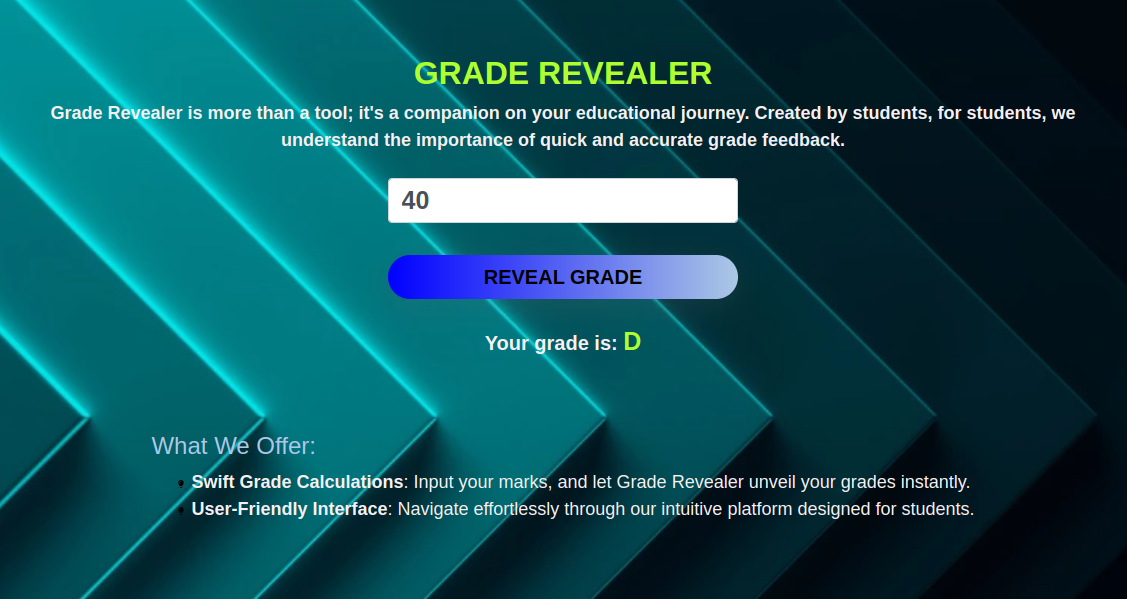 GRADE REVEALER
Grade Revealer is more than a tool; it's a companion on your educational journey. Created by students, for students, we
understand the importance of quick and accurate grade feedback.
40
REVEAL GRADE
Your grade is: D
What We Offer:
• Swift Grade Calculations: Input your marks, and let Grade Revealer unveil your grades instantly.
• User-Friendly Interface: Navigate effortlessly through our intuitive platform designed for students.